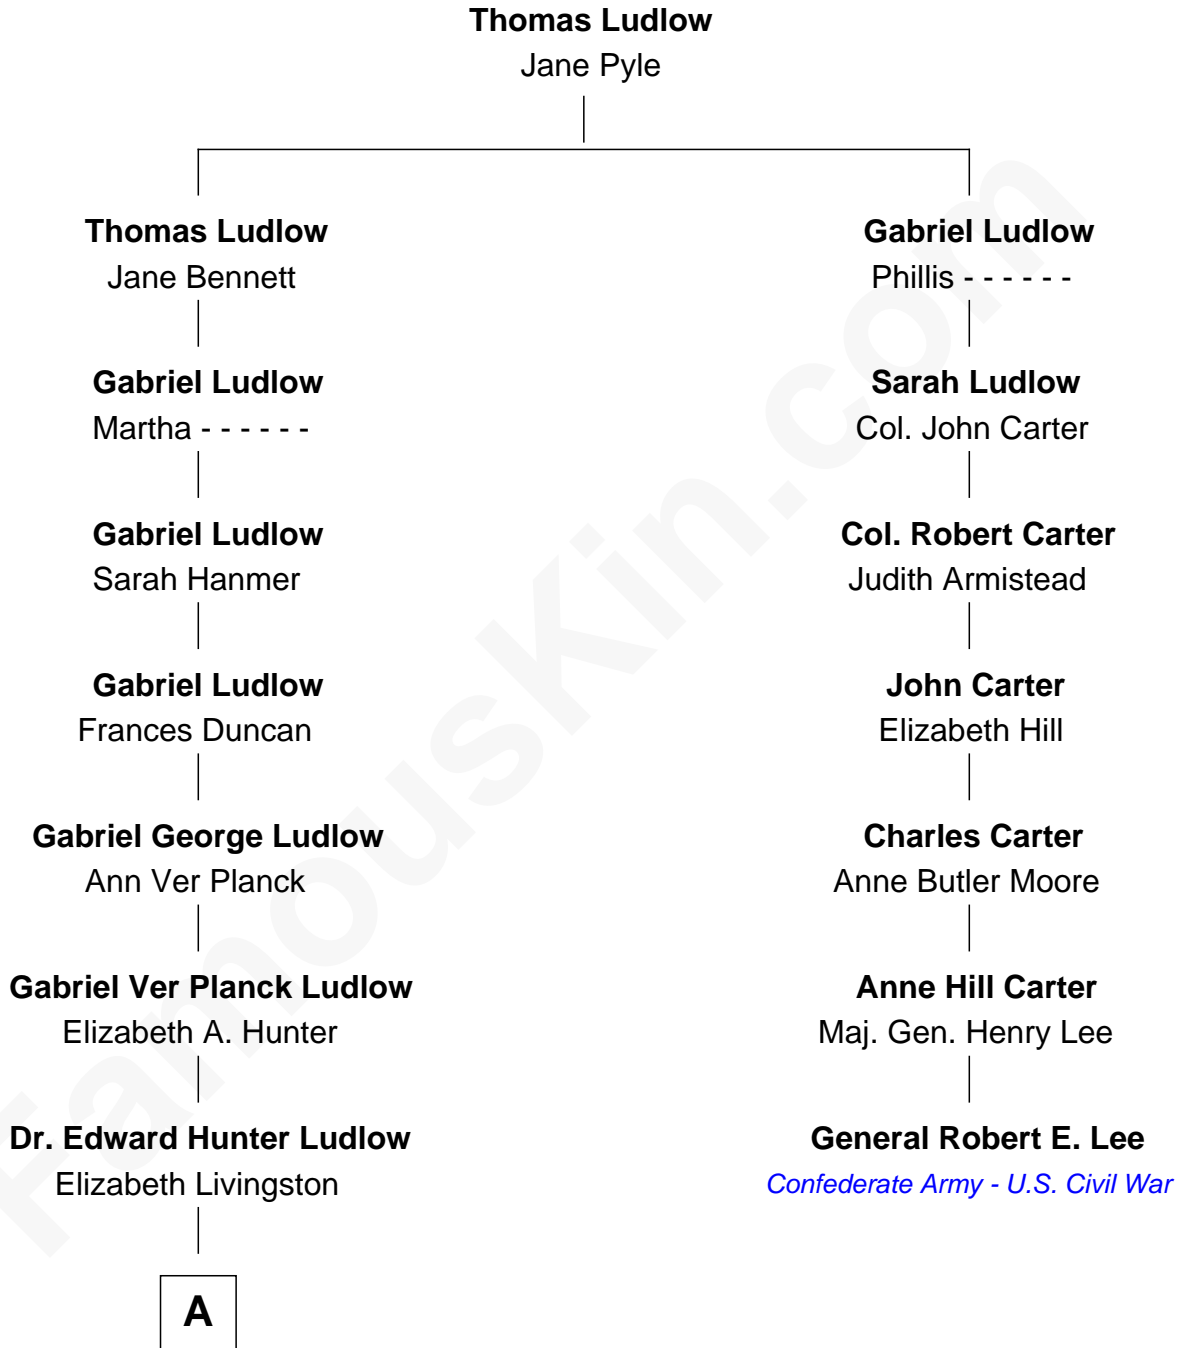 Thomas Ludlow
Jane Pyle
Thomas Ludlow
Jane Bennett
Gabriel Ludlow
Martha - - - - - -
Gabriel Ludlow
Sarah Hanmer
Gabriel Ludlow
Frances Duncan
Gabriel George Ludlow
Ann Ver Planck
Gabriel Ver Planck Ludlow
Elizabeth A. Hunter
Dr. Edward Hunter Ludlow
Elizabeth Livingston
A
Gabriel Ludlow
Phillis - - - - - -
Sarah Ludlow
Col. John Carter
Col. Robert Carter
Judith Armistead
John Carter
Elizabeth Hill
Charles Carter
Anne Butler Moore
Anne Hill Carter
Maj. Gen. Henry Lee
General Robert E. Lee
Confederate Army - U.S. Civil War
FamousKin.com